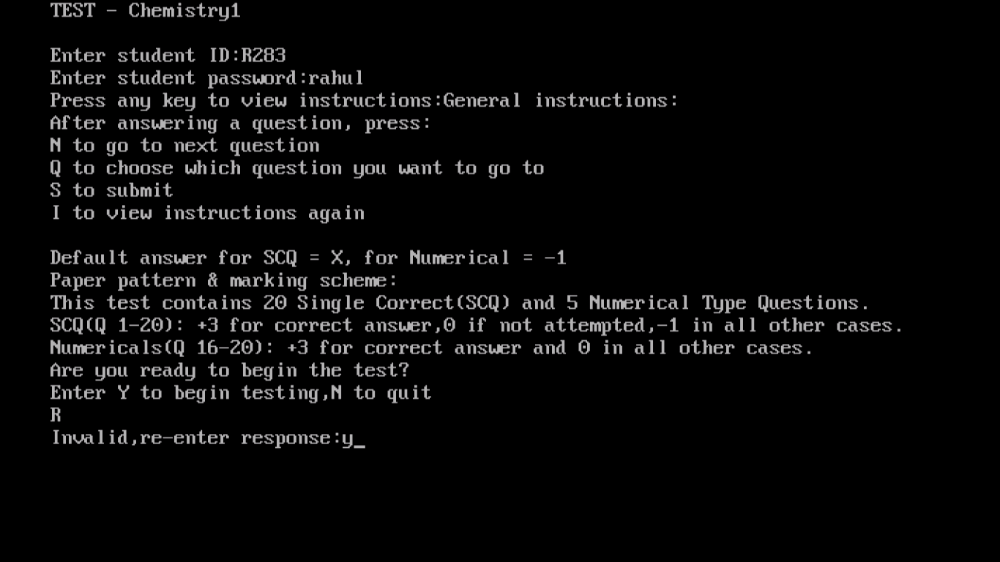 TEST - Chemistry1
Enter student ID:R283
Enter student password:rahul
Press any key to view instructions:General instructions:
After answering a question, press:
N to go to next question
Q to choose which question you want to go to
S to submit
I to view instructions again
Default answer for SCQ = X, for Numerical = -1
Paper pattern & marking scheme:
This test contains 20 Single Correct(SCQ) and 5 Numerical Type Questions.
SCQ(Q 1-20): +3 for correct answer,0 if not attempted,-1 in all other cases.
Numericals(Q 16-20): +3 for correct answer and 0 in all other cases.
Are you ready to begin the test?
Enter Y to begin testing,N to quit
R
Invalid,re-enter response:y_